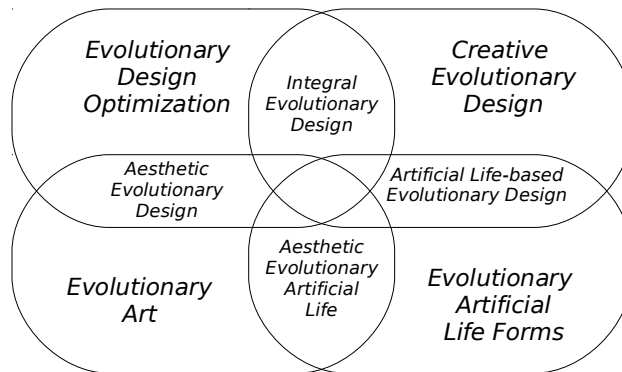 Evolutionary
Design
Optimization
Integral
Evolutionary
Design
Creative
Evolutionary
Design
Aesthetic
Evolutionary
Design
Artificial Life-based
Evolutionary Design
Evolutionary
Art
Aesthetic
Evolutionary
Artificial
Life
Evolutionary
Artificial
Life Forms